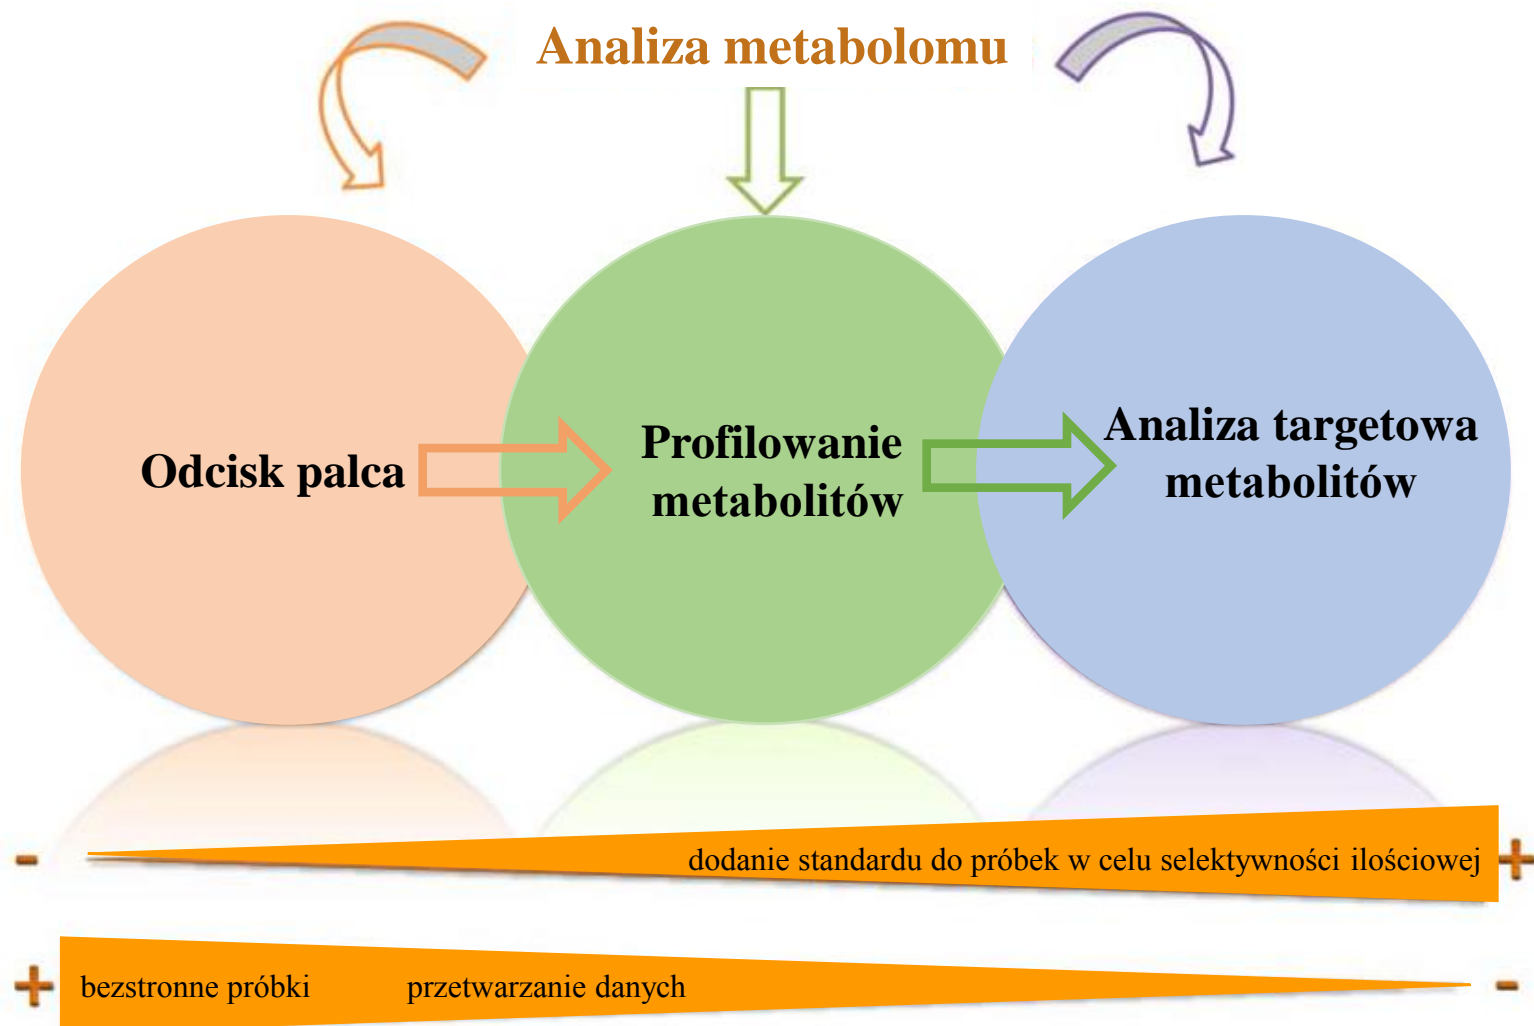 Analiza metabolomu
Odcisk palca
Profilowanie
metabolitów
Analiza targetowa
metabolitów
- dodanie standardu do próbek w celu selektywności ilościowej +
+ bezstronne próbki przetwarzanie danych -